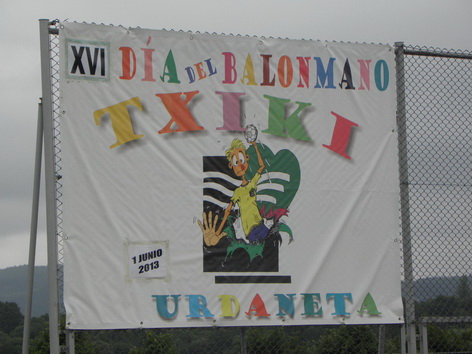 XVI DÍA DEL BALONMANO
TXIKI
1 JUNIO
2013
URDANETA